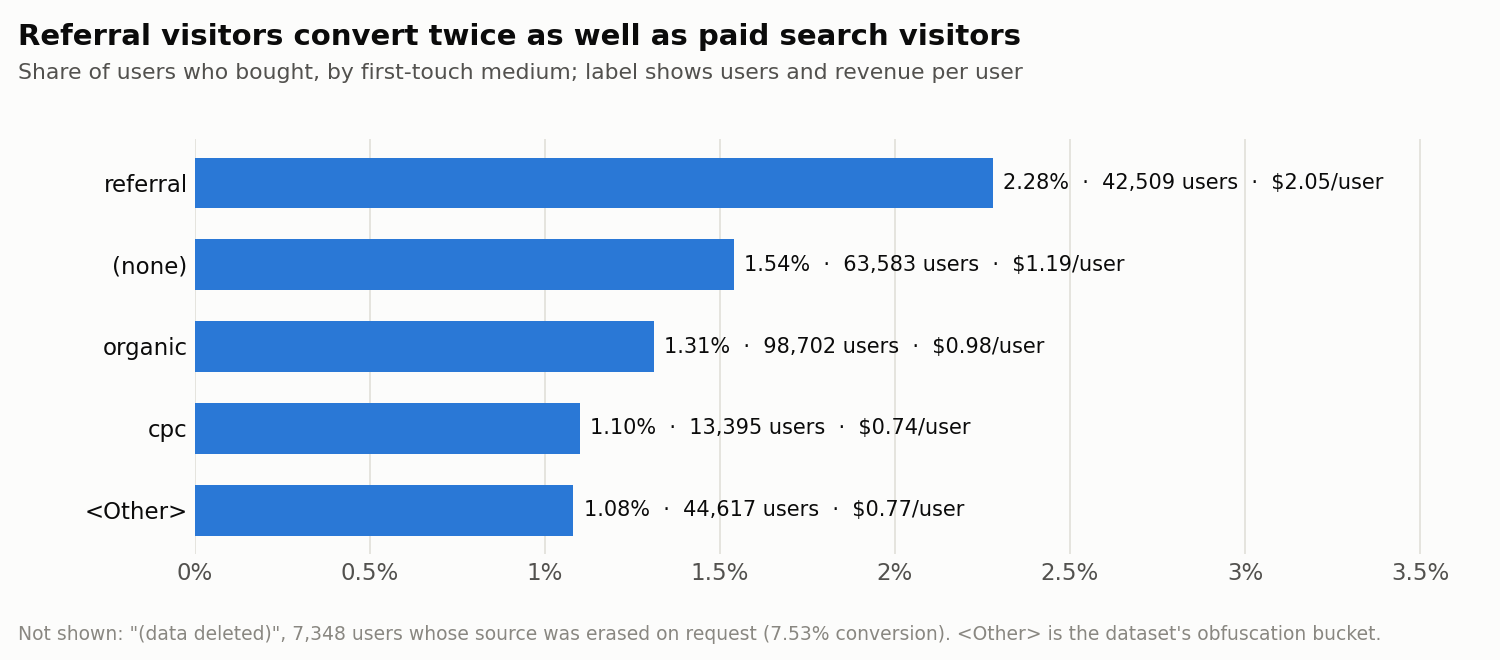 Referral visitors convert twice as well as paid search visitors
Share of users who bought, by first-touch medium; label shows users and revenue per user
referral 2.28% · 42,509 users · $2.05/user
(none) 1.54% · 63,583 users · $1.19/user
organic 1.31% · 98,702 users · $0.98/user
cpc 1.10% · 13,395 users · $0.74/user
<Other> 1.08% · 44,617 users · $0.77/user
0% 0.5% 1% 1.5% 2% 2.5% 3% 3.5%
Not shown: "(data deleted)", 7,348 users whose source was erased on request (7.53% conversion). <Other> is the dataset's obfuscation bucket.